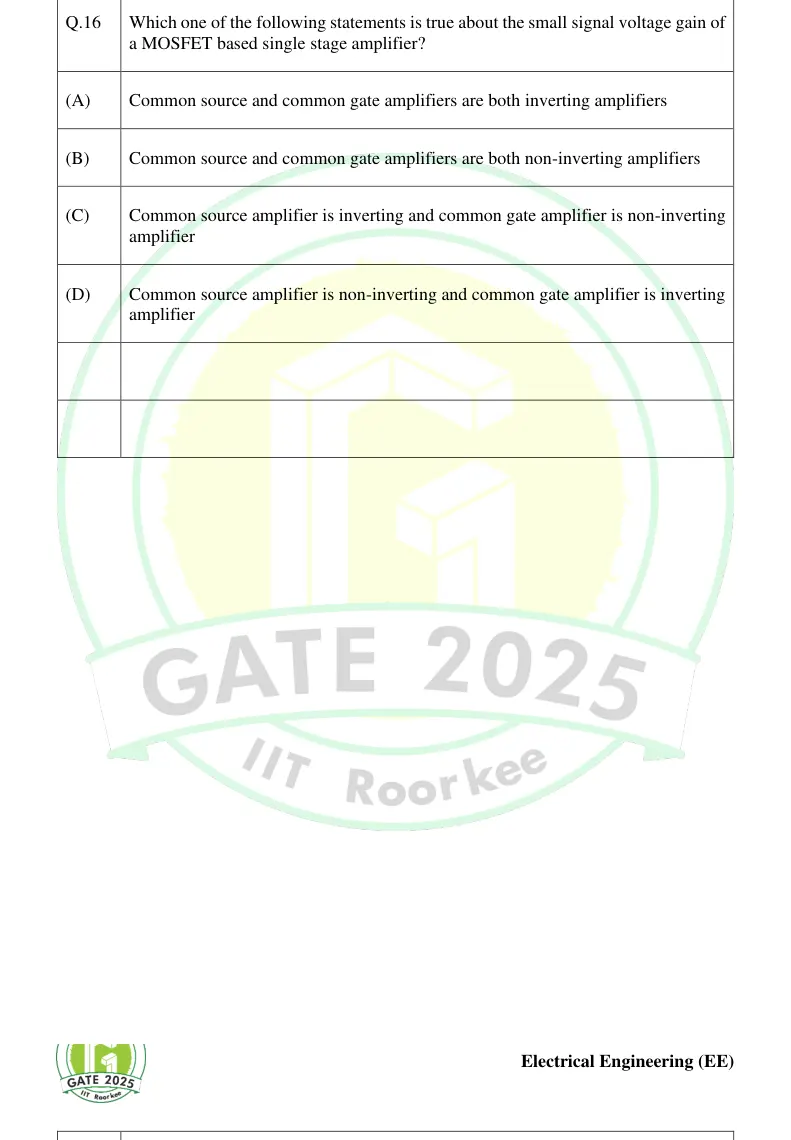 Q.16 Which one of the following statements is true about the small signal voltage gain of
a MOSFET based single stage amplifier?
(A) Common source and common gate amplifiers are both inverting amplifiers
(B) Common source and common gate amplifiers are both non-inverting amplifiers
(C) Common source amplifier is inverting and common gate amplifier is non-inverting
amplifier
(D) Common source amplifier is non-inverting and common gate amplifier is inverting
amplifier
GATE 2025
IIT Roorkee
Electrical Engineering (EE)
GATE 2025
IIT Roorkee